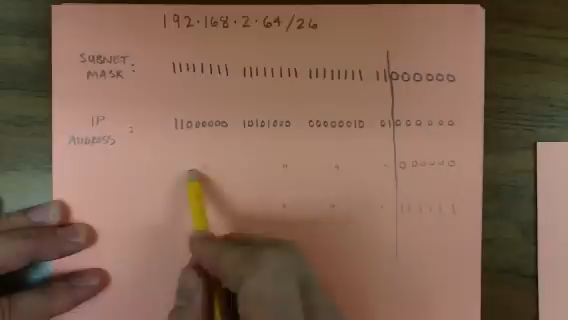 192.168.2.64/26
SUBNET MASK : 11111111 11111111 11111111 11000000
IP ADDRESS : 11000000 10101000 00000010 01000000
" " " 000000
" " " 111111